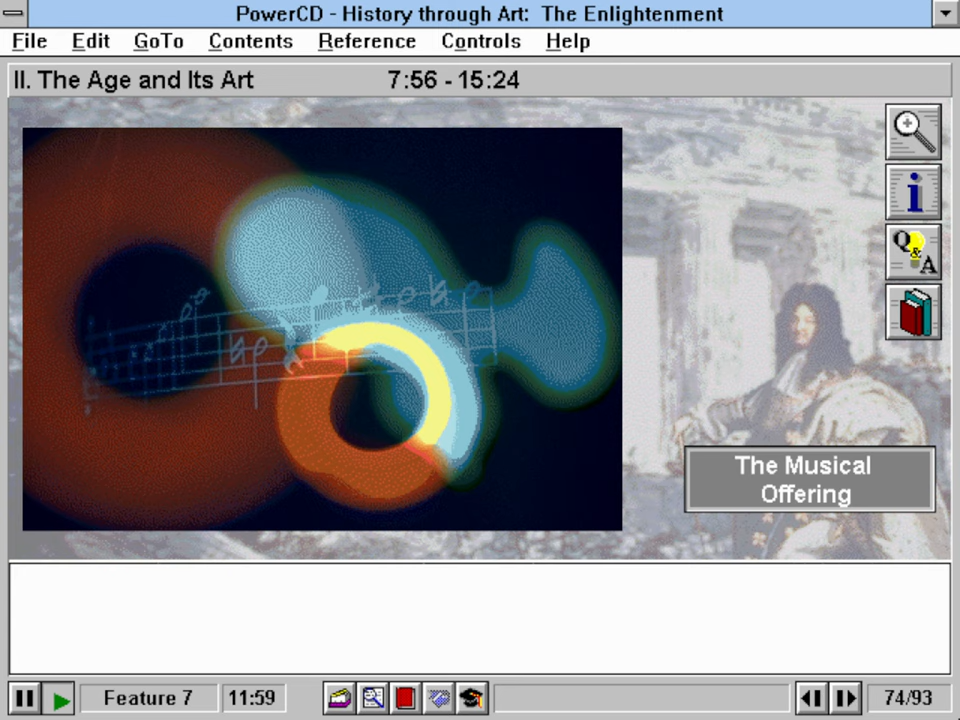 PowerCD - History through Art: The Enlightenment
File Edit GoTo Contents Reference Controls Help
II. The Age and Its Art 7:56 - 15:24
i
Q & A
The Musical
Offering
Feature 7 11:59 74/93